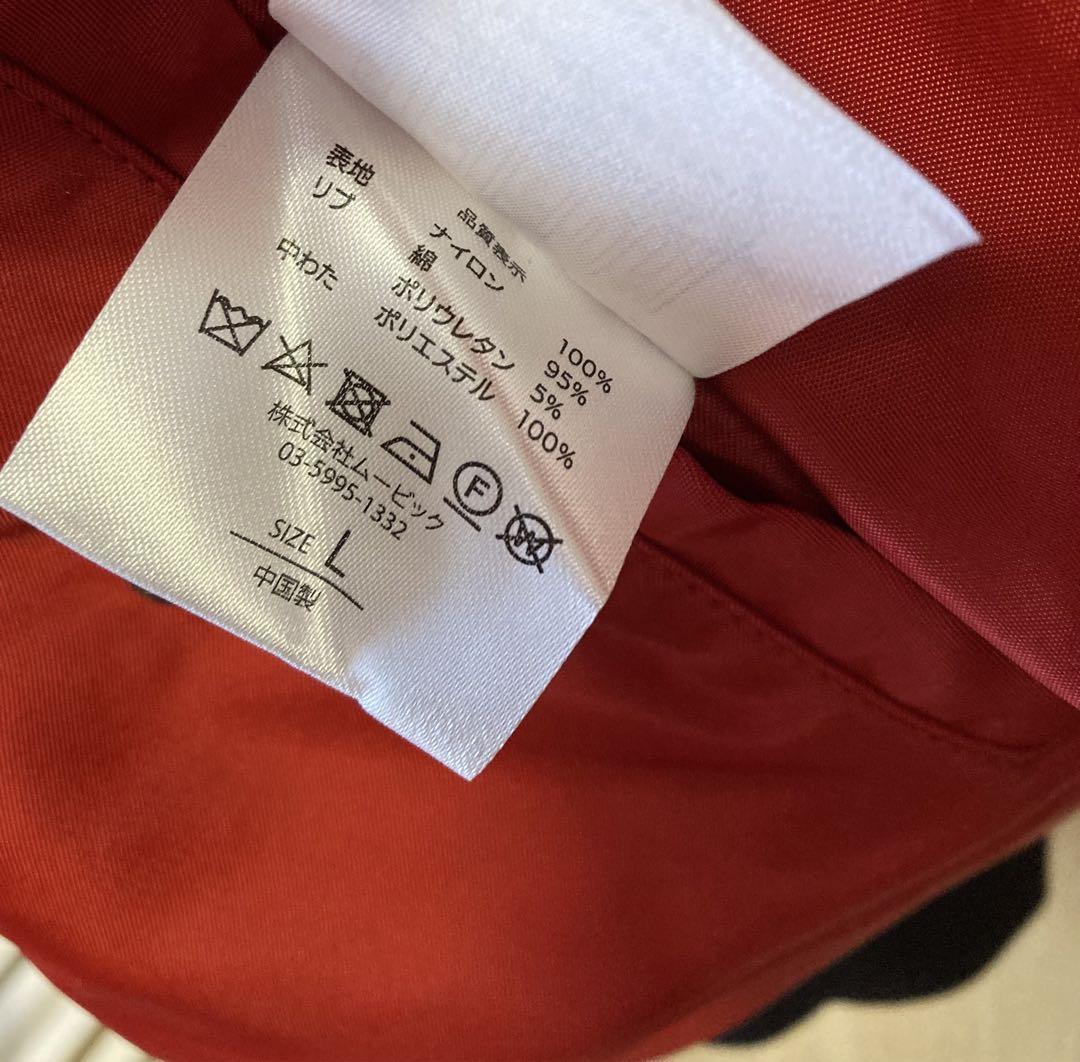 品質表示
表地 ナイロン 100%
リブ 綿 95%
ポリウレタン 5%
中わた ポリエステル 100%
F
W
株式会社ムービック
03-5995-1332
SIZE L
中国製